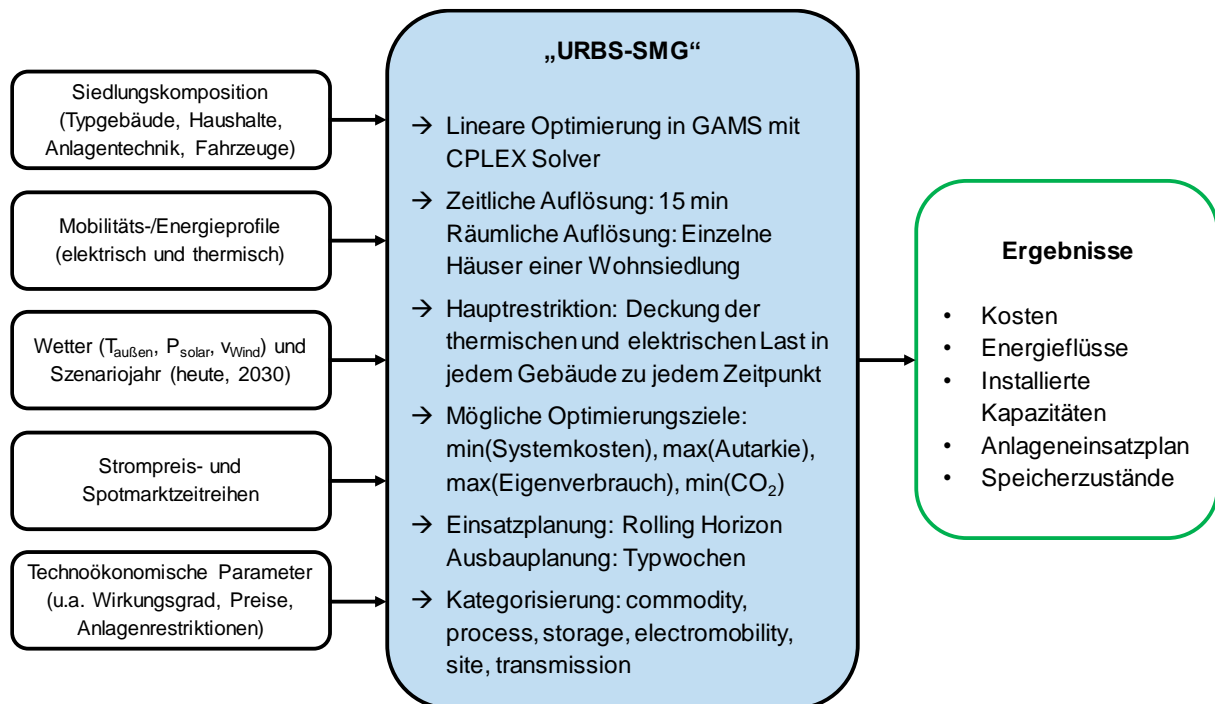 Siedlungskomposition
(Typgebäude, Haushalte,
Anlagentechnik, Fahrzeuge)
Mobilitäts-/Energieprofile
(elektrisch und thermisch)
Wetter (Taußen, Psolar, vWind) und
Szenariojahr (heute, 2030)
Strompreis- und
Spotmarktzeitreihen
Technoökonomische Parameter
(u.a. Wirkungsgrad, Preise,
Anlagenrestriktionen)
„URBS-SMG“
→ Lineare Optimierung in GAMS mit
CPLEX Solver
→ Zeitliche Auflösung: 15 min
Räumliche Auflösung: Einzelne
Häuser einer Wohnsiedlung
→ Hauptrestriktion: Deckung der
thermischen und elektrischen Last in
jedem Gebäude zu jedem Zeitpunkt
→ Mögliche Optimierungsziele:
min(Systemkosten), max(Autarkie),
max(Eigenverbrauch), min(CO₂)
→ Einsatzplanung: Rolling Horizon
Ausbauplanung: Typwochen
→ Kategorisierung: commodity,
process, storage, electromobility,
site, transmission
Ergebnisse
• Kosten
• Energieflüsse
• Installierte
Kapazitäten
• Anlageneinsatzplan
• Speicherzustände